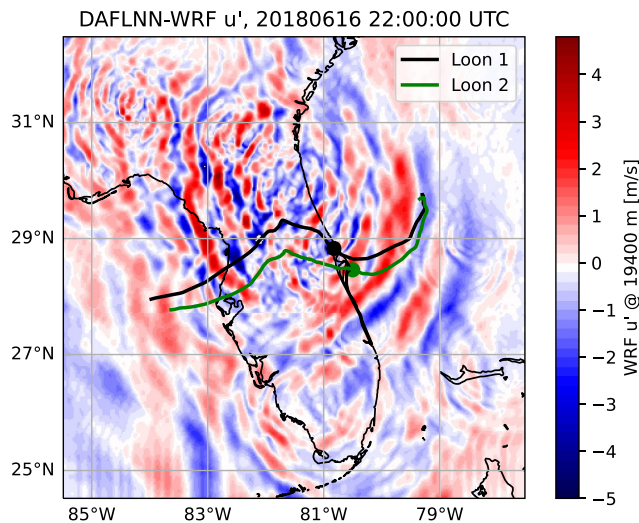 DAFLNN-WRF u', 20180616 22:00:00 UTC
Loon 1
Loon 2
31°N
29°N
27°N
25°N
85°W
83°W
81°W
79°W
4
3
2
1
0
−1
−2
−3
−4
−5
WRF u' @ 19400 m [m/s]